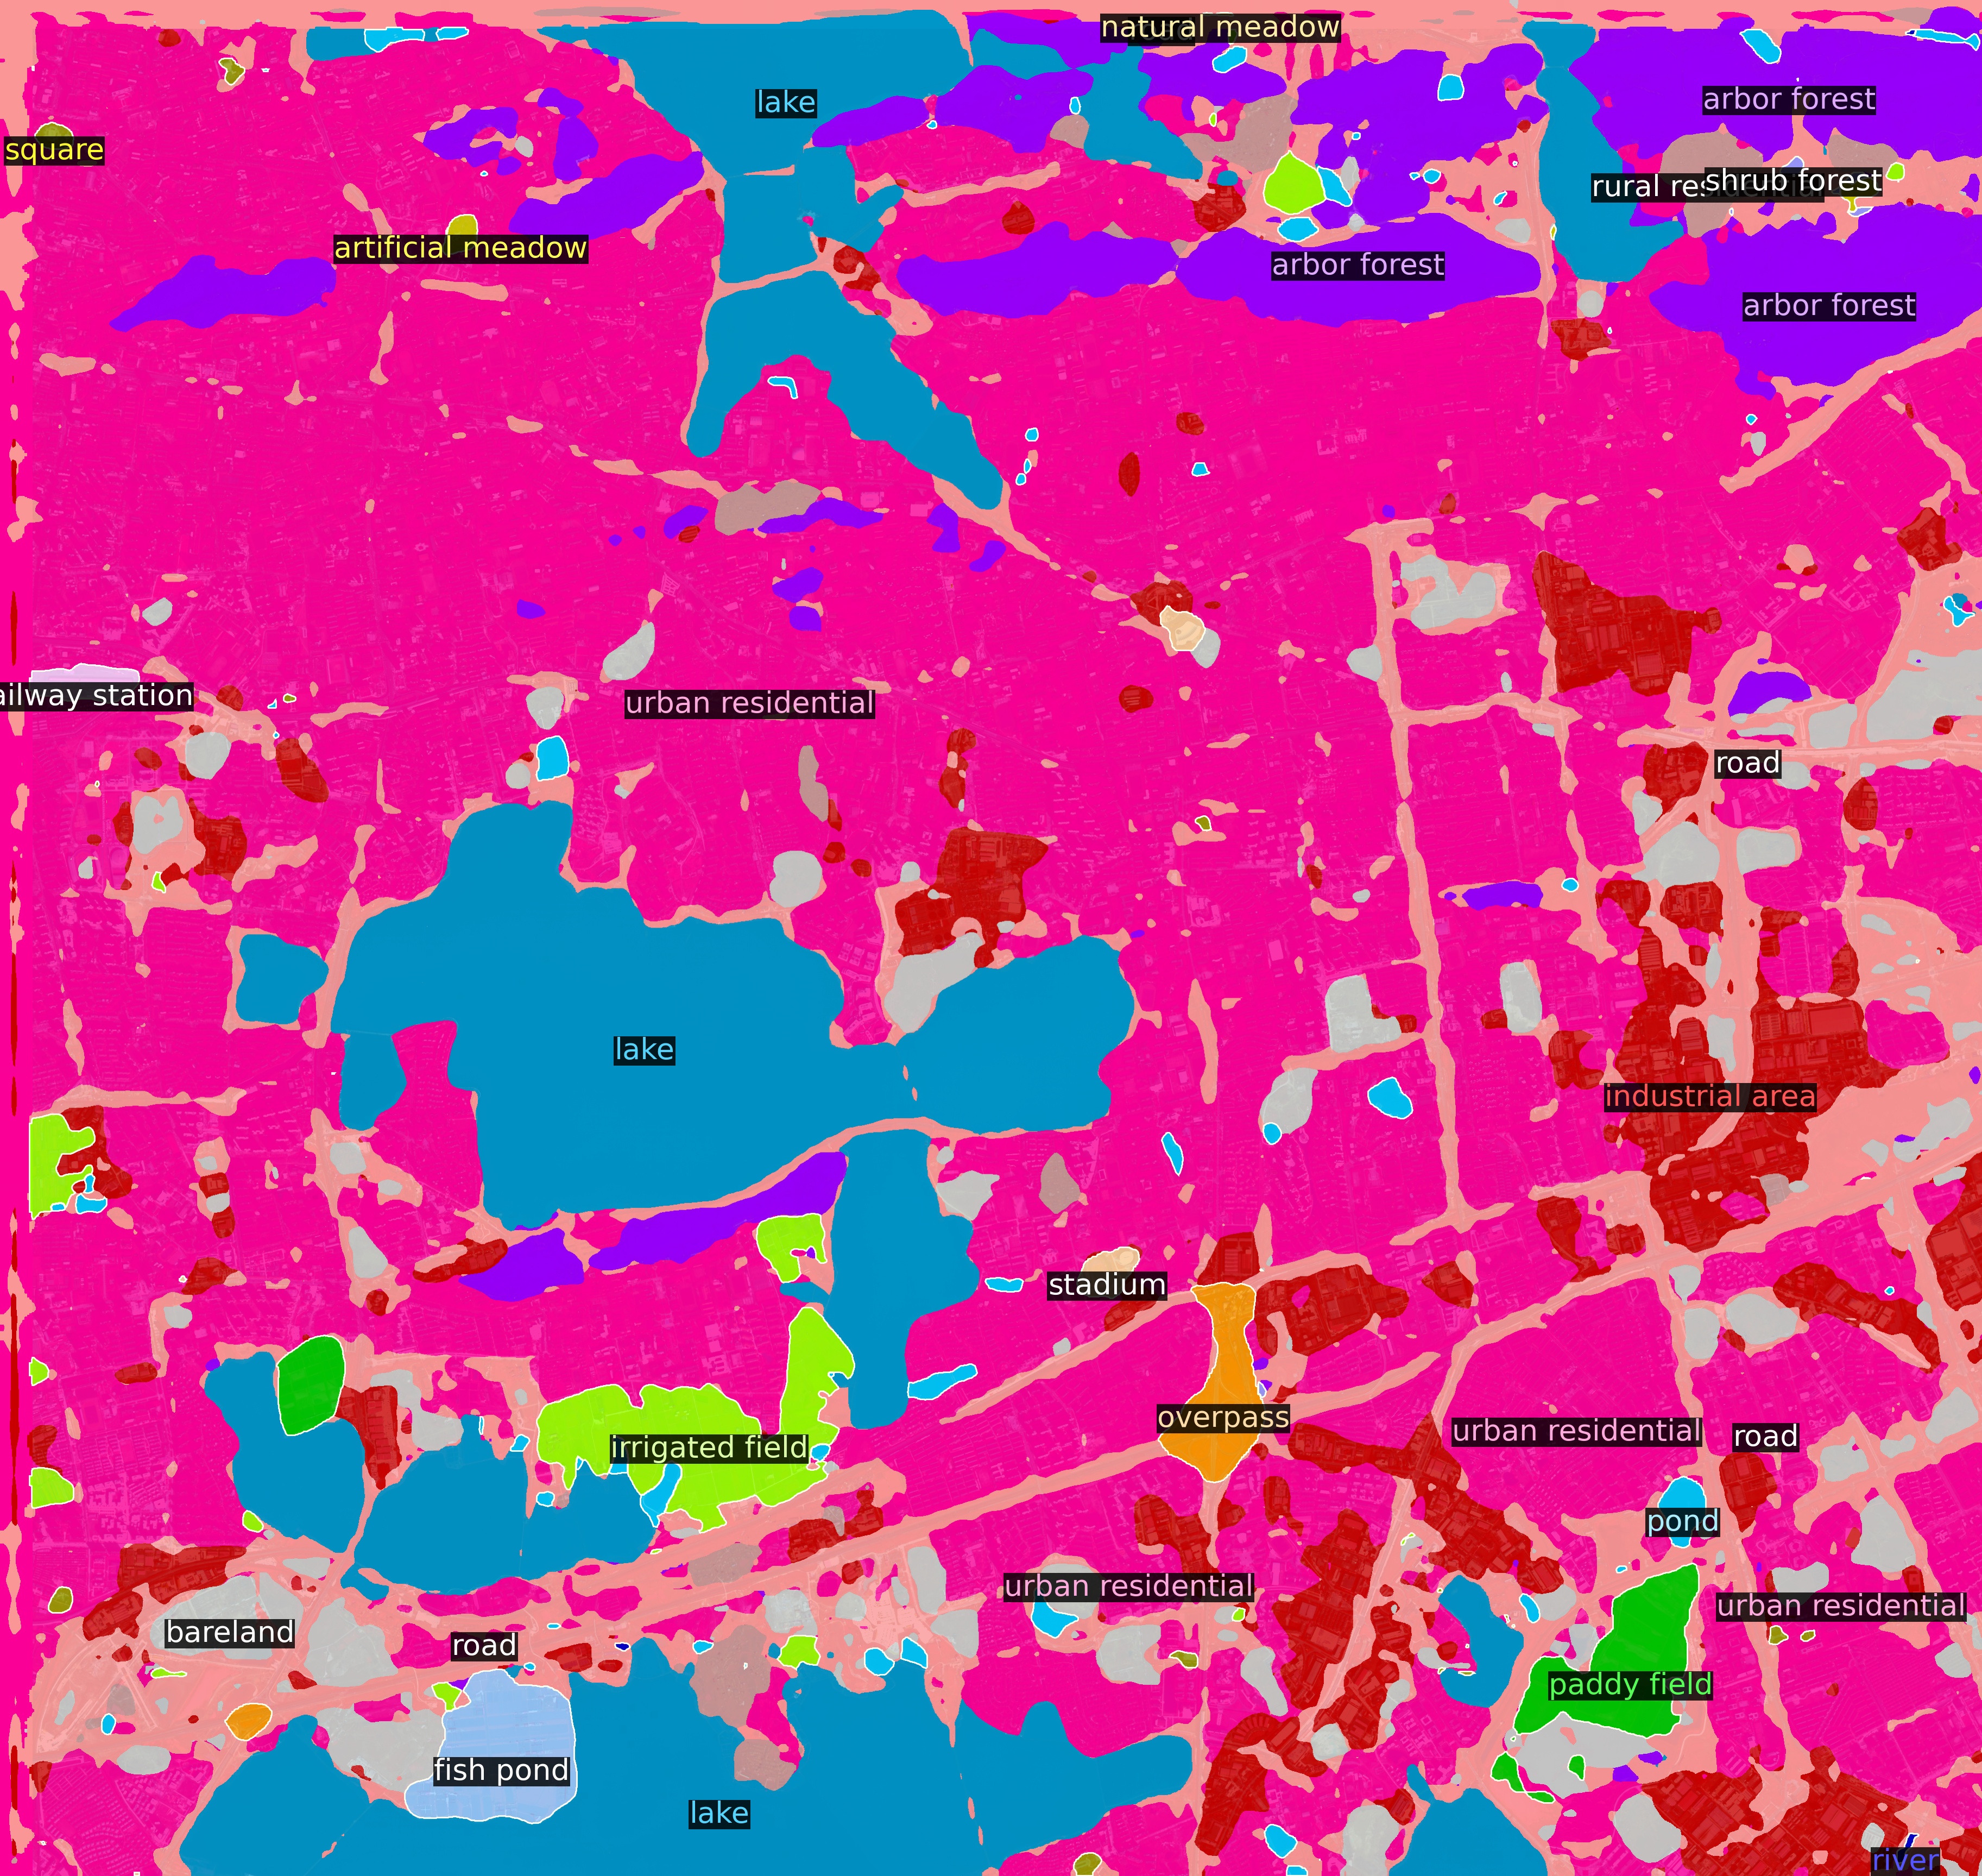 natural meadow
lake
arbor forest
square
shrub forest
rural res
artificial meadow
arbor forest
arbor forest
ailway station
urban residential
road
lake
industrial area
stadium
overpass
urban residential
road
irrigated field
pond
urban residential
urban residential
bareland
road
paddy field
fish pond
lake
river